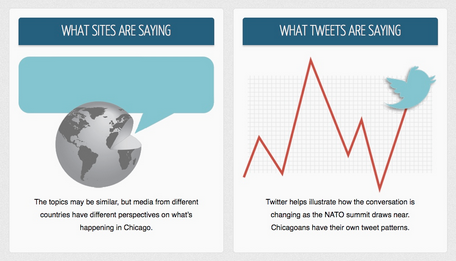 WHAT SITES ARE SAYING
The topics may be similar, but media from different
countries have different perspectives on what's
happening in Chicago.
WHAT TWEETS ARE SAYING
Twitter helps illustrate how the conversation is
changing as the NATO summit draws near.
Chicagoans have their own tweet patterns.